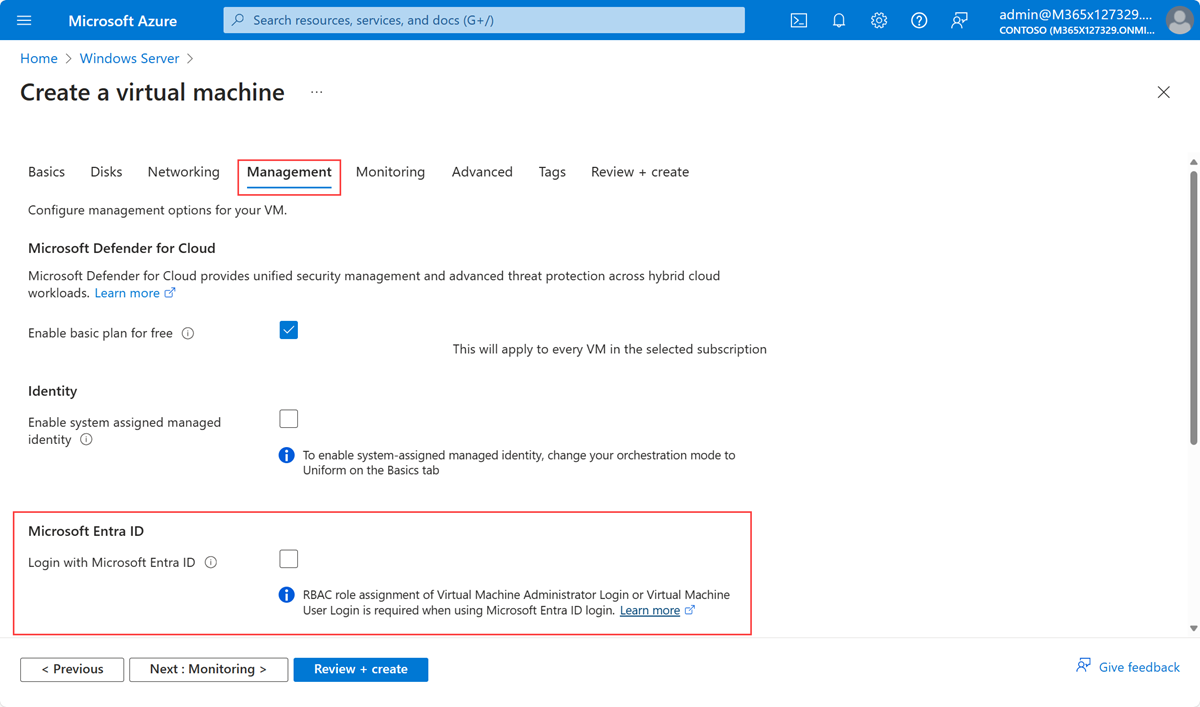 Microsoft Azure
Search resources, services, and docs (G+/)
admin@M365x127329....
CONTOSO (M365X127329.ONMI...
Home > Windows Server >
Create a virtual machine ...
Basics Disks Networking Management Monitoring Advanced Tags Review + create
Configure management options for your VM.
Microsoft Defender for Cloud
Microsoft Defender for Cloud provides unified security management and advanced threat protection across hybrid cloud
workloads. Learn more
Enable basic plan for free
This will apply to every VM in the selected subscription
Identity
Enable system assigned managed
identity
To enable system-assigned managed identity, change your orchestration mode to
Uniform on the Basics tab
Microsoft Entra ID
Login with Microsoft Entra ID
RBAC role assignment of Virtual Machine Administrator Login or Virtual Machine
User Login is required when using Microsoft Entra ID login. Learn more
< Previous
Next : Monitoring >
Review + create
Give feedback